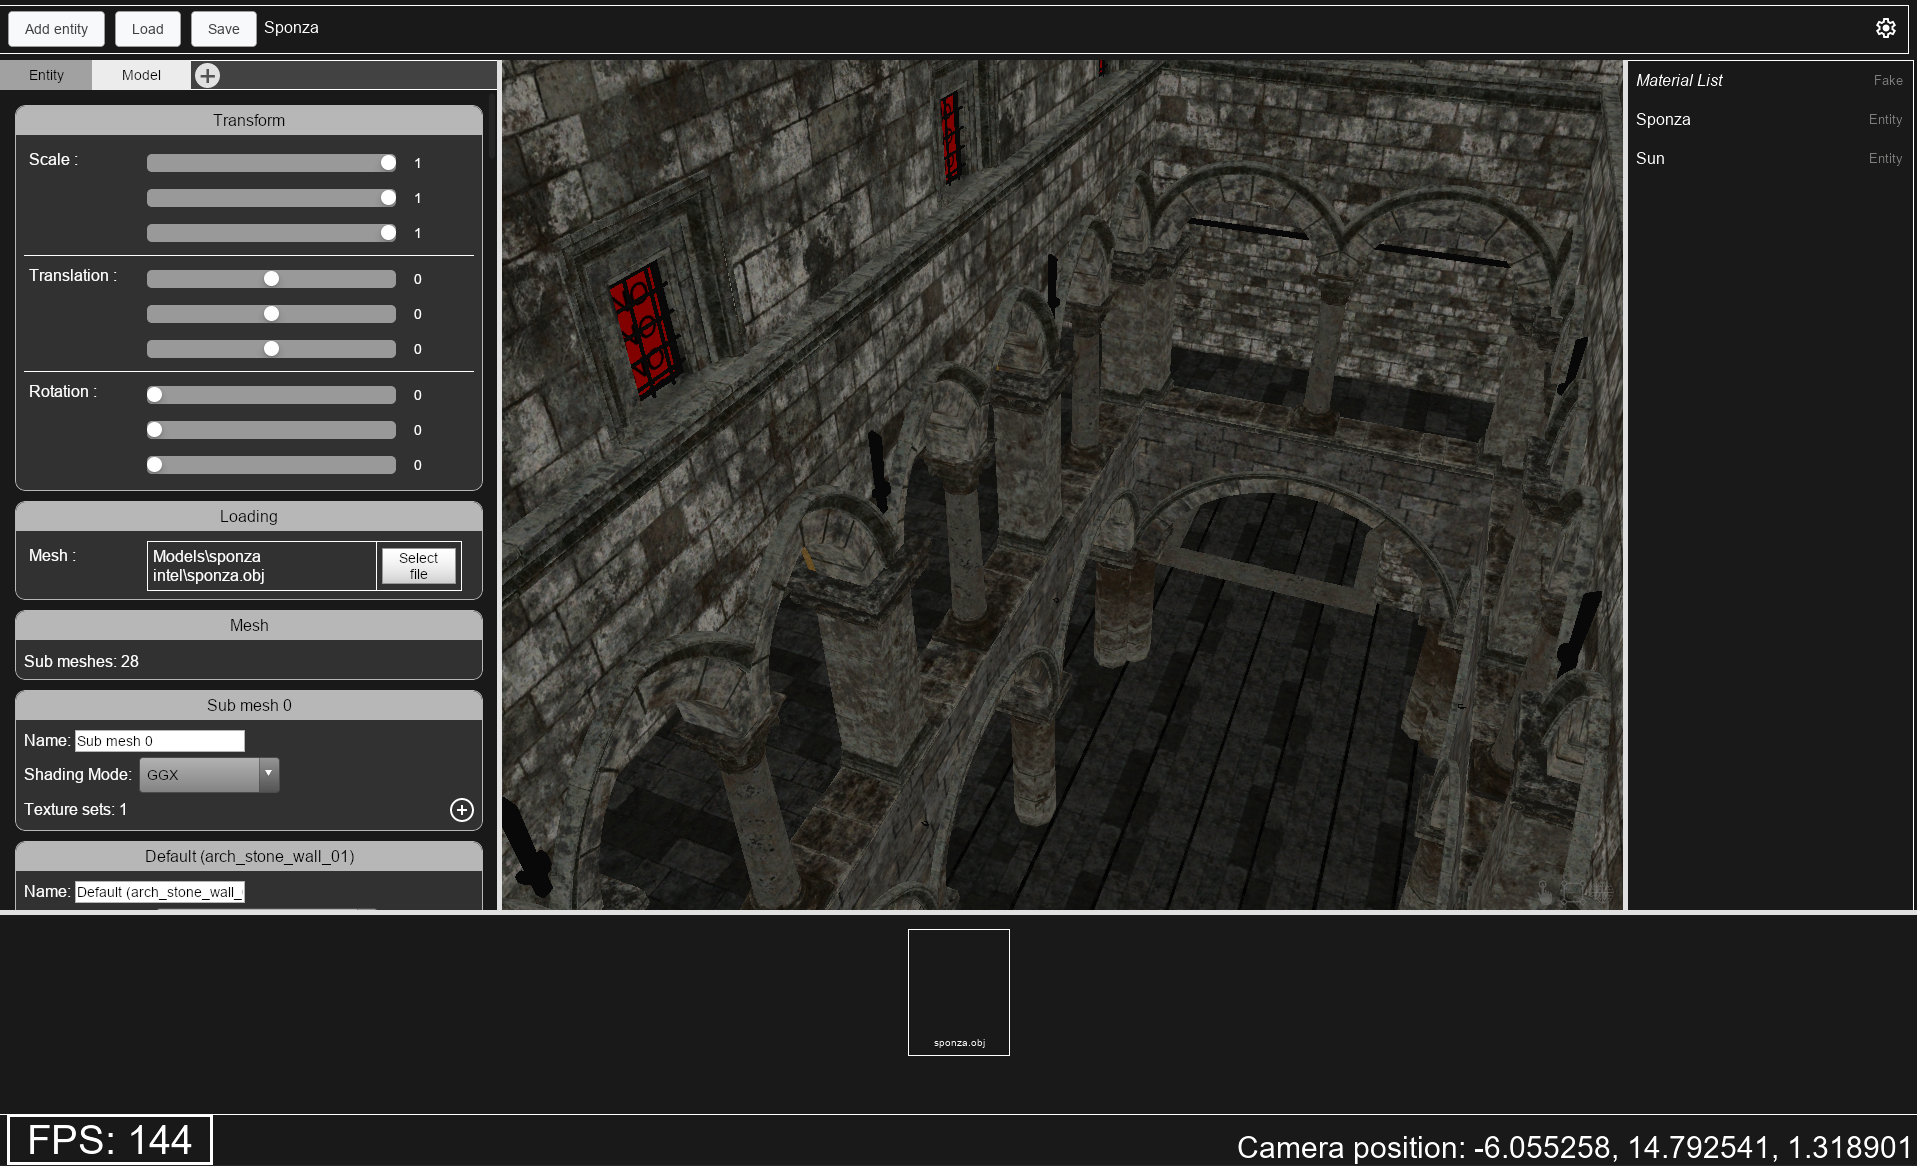 Add entity Load Save Sponza
Entity Model
Material List Fake
Sponza Entity
Sun Entity
Transform
Scale : 1
1
1
Translation : 0
0
0
Rotation : 0
0
0
Loading
Mesh : Models\sponza
intel\sponza.obj
Select
file
Mesh
Sub meshes: 28
Sub mesh 0
Name: Sub mesh 0
Shading Mode: GGX
Texture sets: 1
Default (arch_stone_wall_01)
Name: Default (arch_stone_wall_
sponza.obj
FPS: 144
Camera position: -6.055258, 14.792541, 1.318901